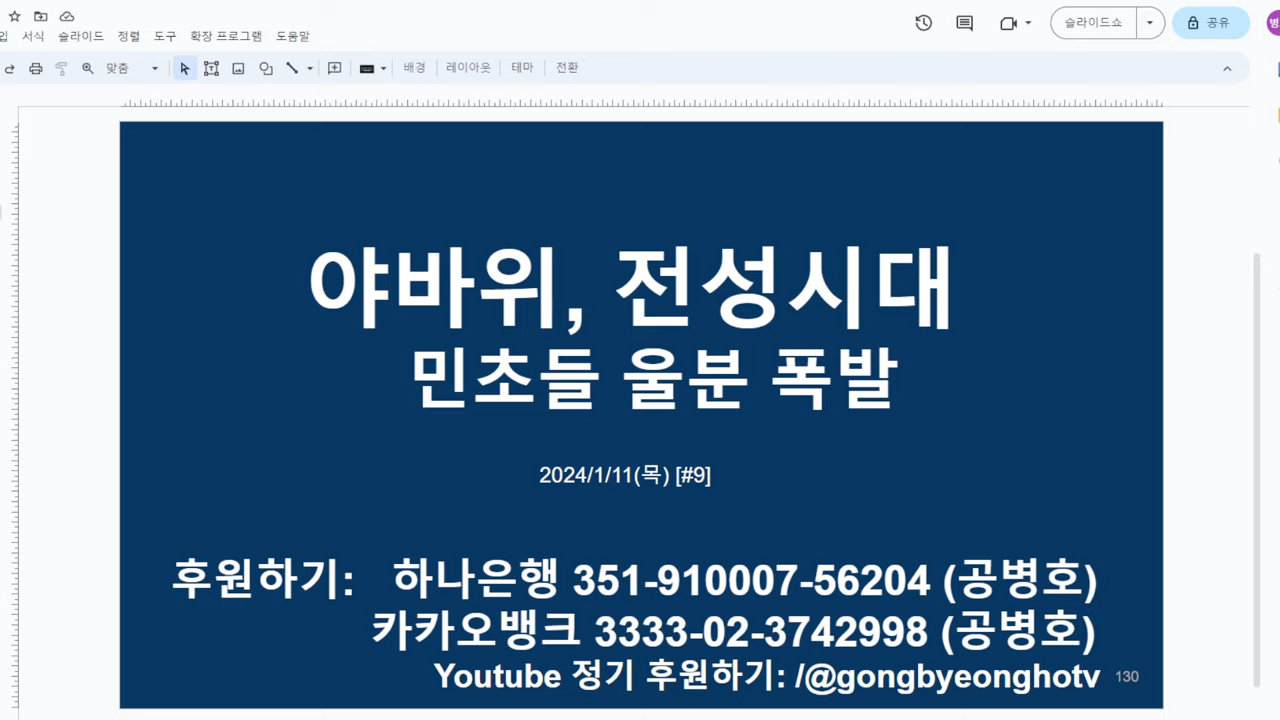 슬라이드쇼
공유
병
입 서식 슬라이드 정렬 도구 확장 프로그램 도움말
맞춤 배경 레이아웃 테마 전환
야바위, 전성시대
민초들 울분 폭발
2024/1/11(목) [#9]
후원하기: 하나은행 351-910007-56204 (공병호)
카카오뱅크 3333-02-3742998 (공병호)
Youtube 정기 후원하기: /@gongbyeonghotv 130